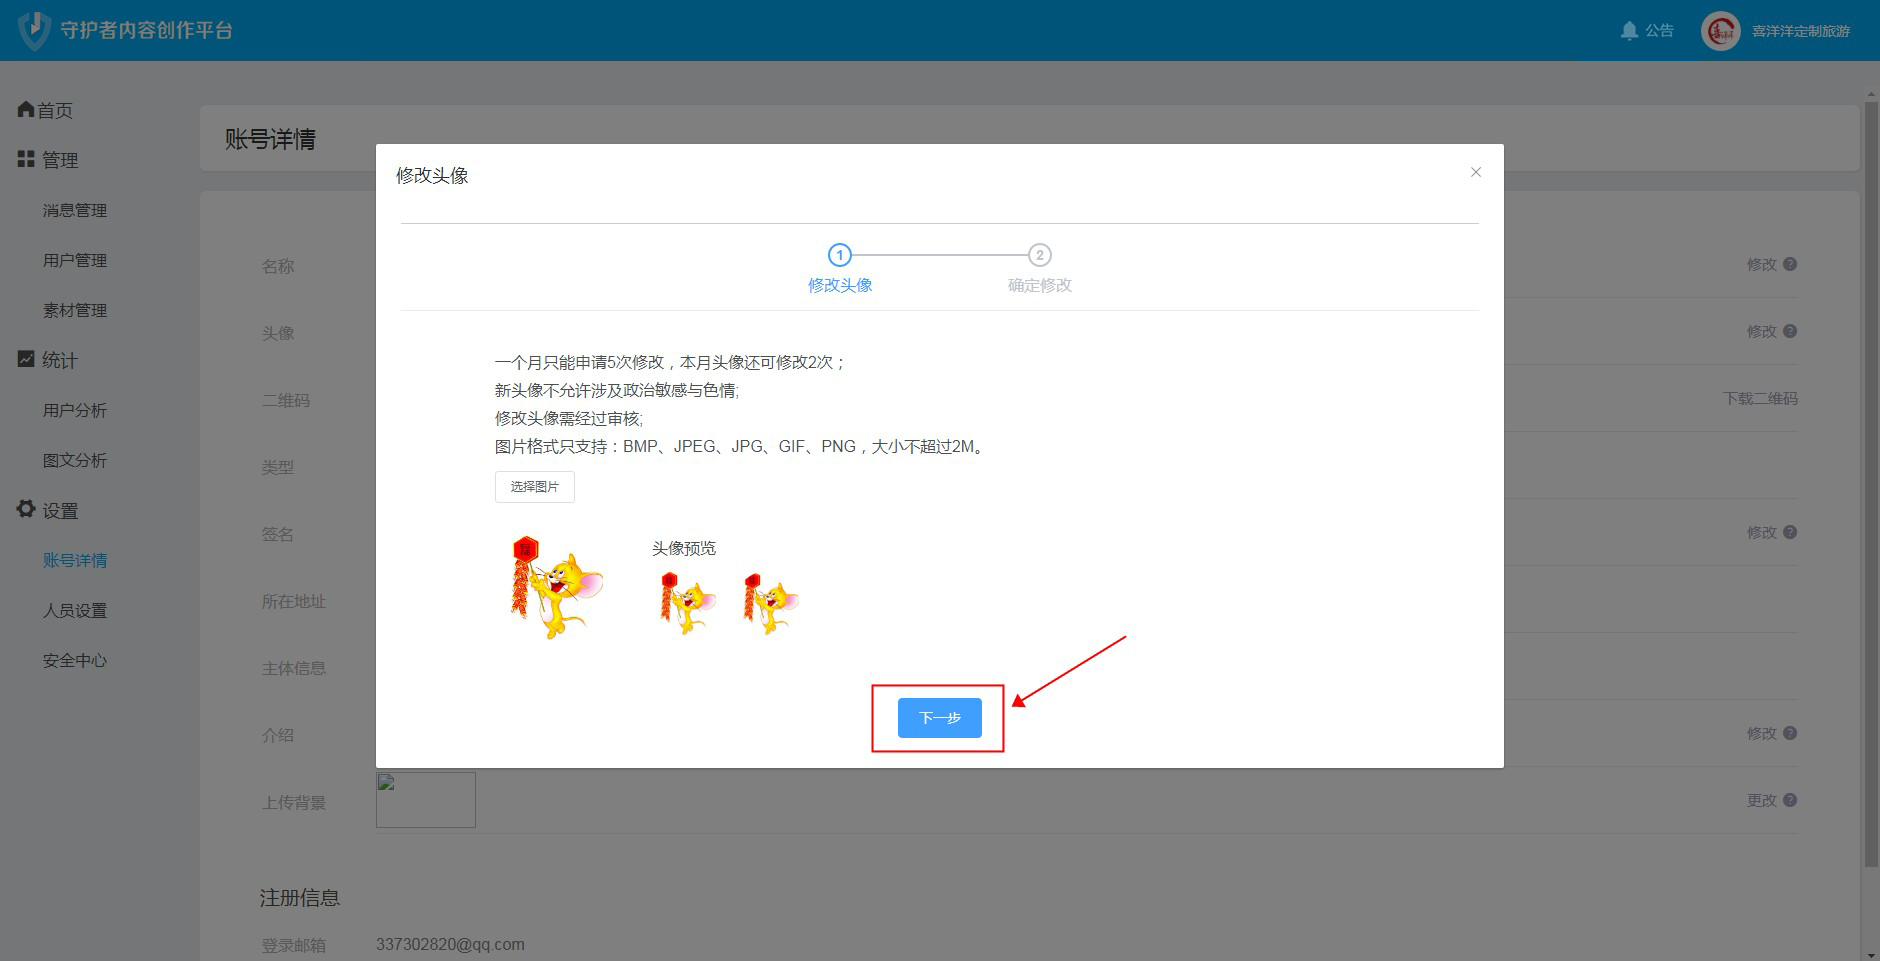 守护者内容创作平台
公告
喜洋洋定制旅游
首页
管理
消息管理
用户管理
素材管理
统计
用户分析
图文分析
设置
账号详情
人员设置
安全中心
账号详情
名称
修改
头像
修改
二维码
下载二维码
类型
签名
修改
所在地址
主体信息
介绍
修改
上传背景
更改
注册信息
登录邮箱
337302820@qq.com
修改头像
1
2
修改头像
确定修改
一个月只能申请5次修改，本月头像还可修改2次；
新头像不允许涉及政治敏感与色情;
修改头像需经过审核;
图片格式只支持：BMP、JPEG、JPG、GIF、PNG，大小不超过2M。
选择图片
头像预览
下一步